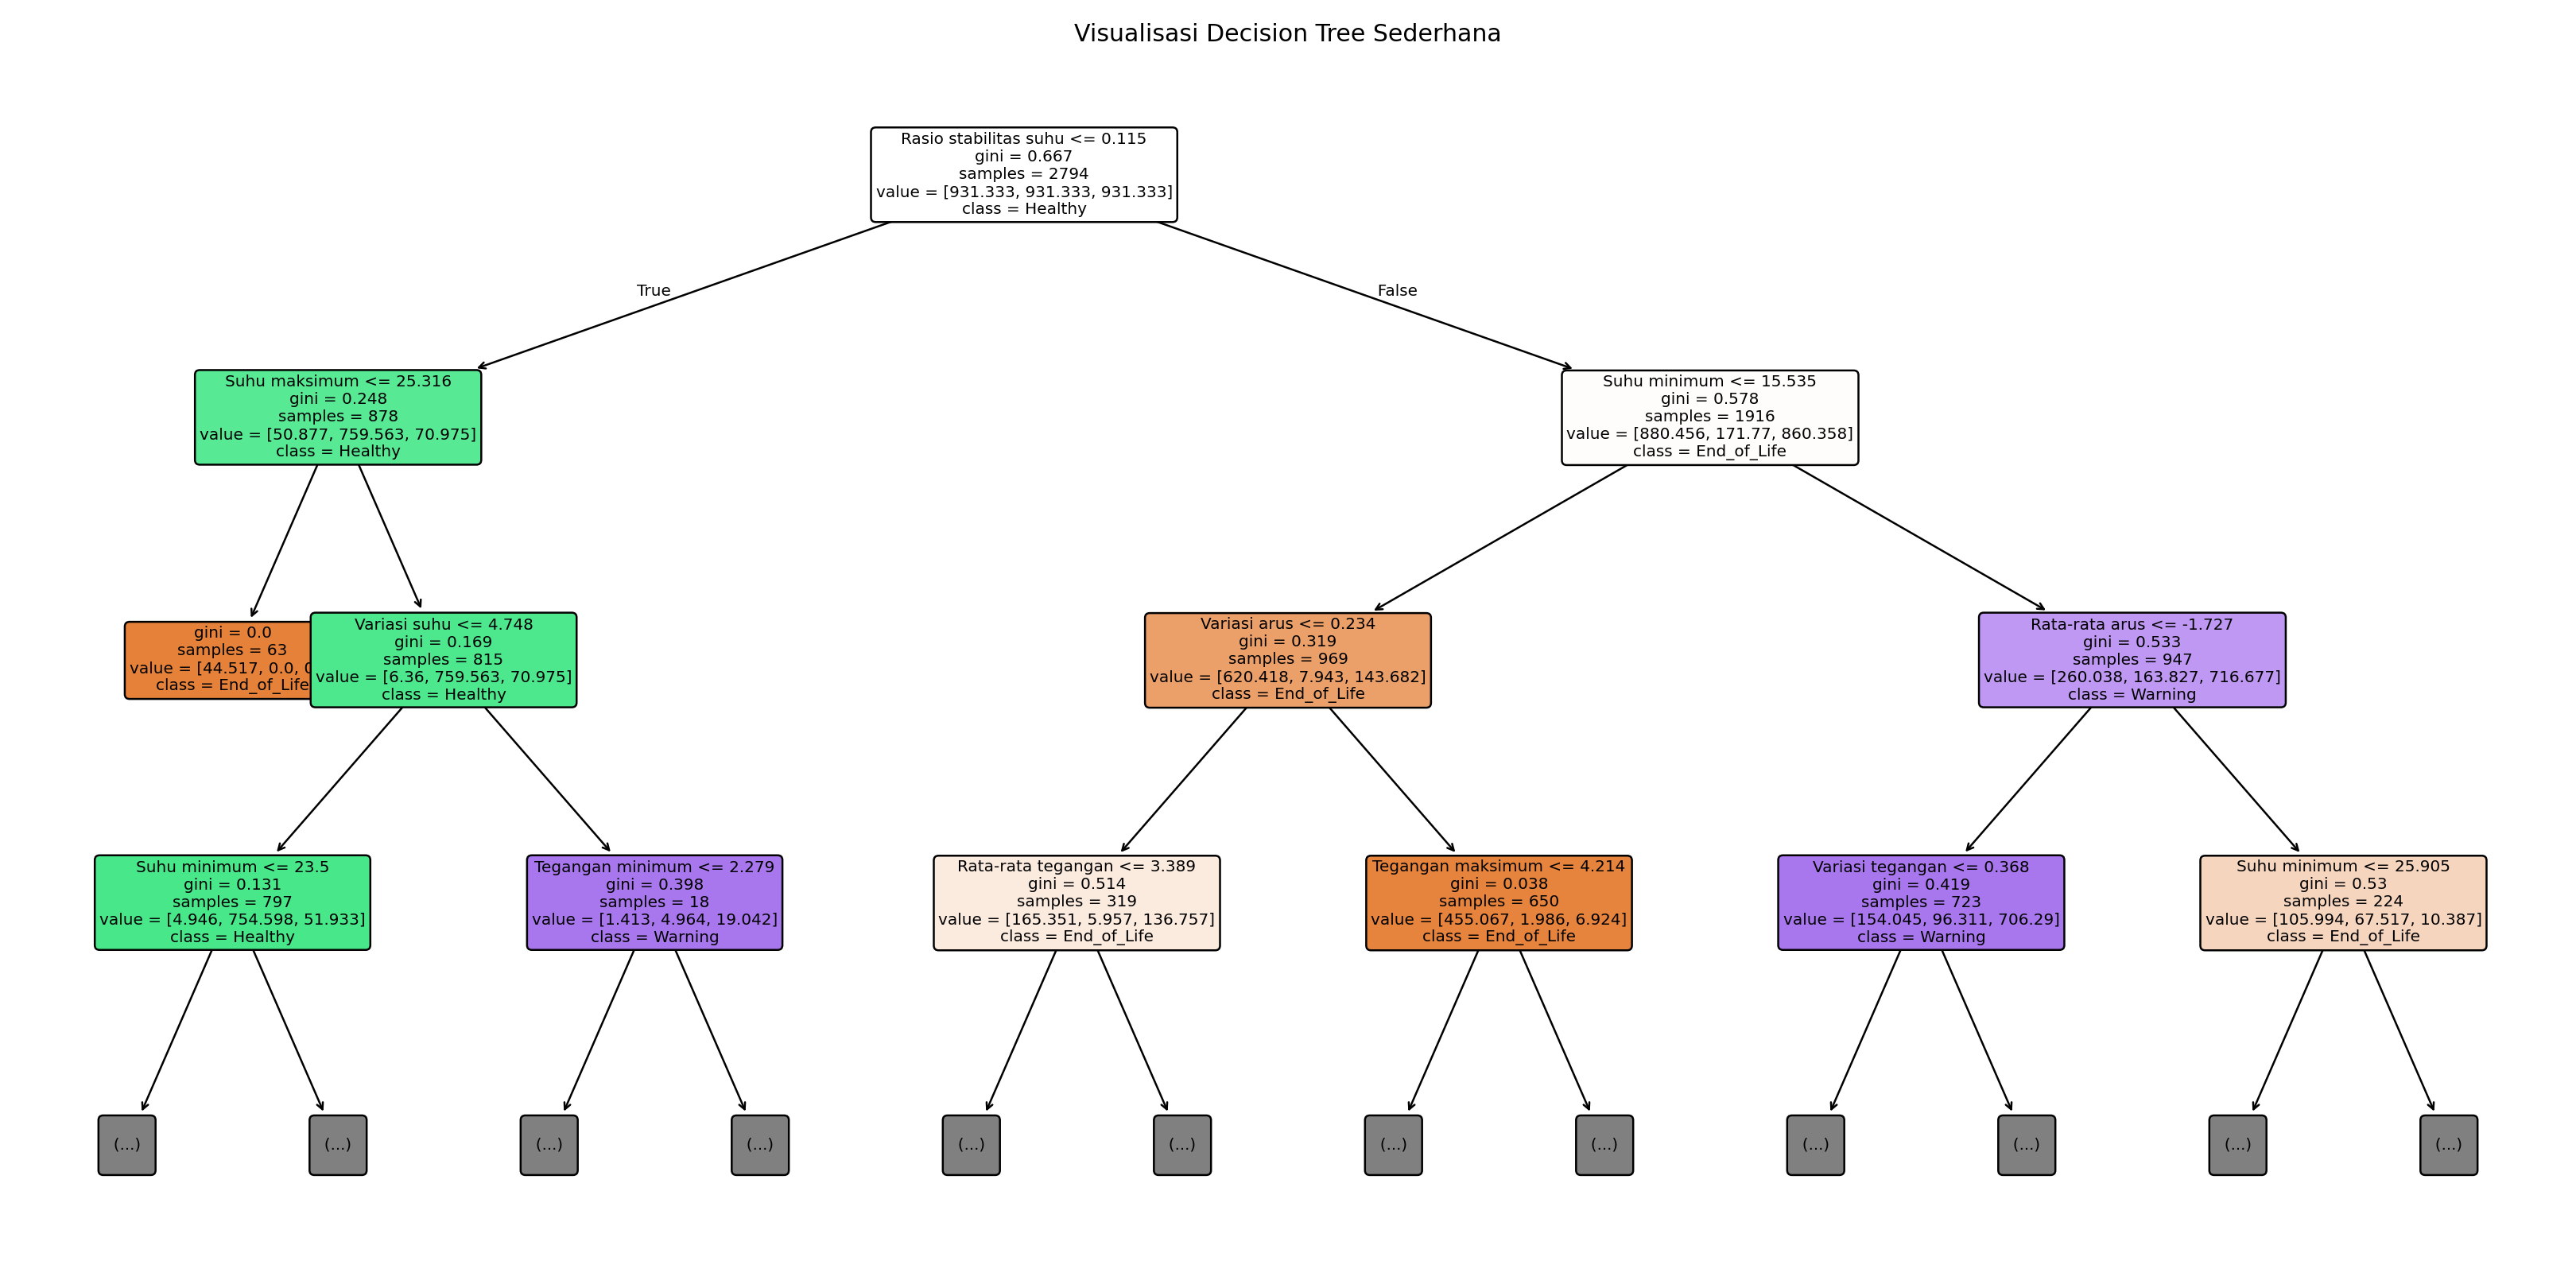 Visualisasi Decision Tree Sederhana
Rasio stabilitas suhu <= 0.115
gini = 0.667
samples = 2794
value = [931.333, 931.333, 931.333]
class = Healthy
True
False
Suhu maksimum <= 25.316
gini = 0.248
samples = 878
value = [50.877, 759.563, 70.975]
class = Healthy
Suhu minimum <= 15.535
gini = 0.578
samples = 1916
value = [880.456, 171.77, 860.358]
class = End_of_Life
gini = 0.0
samples = 63
value = [44.517, 0.0,
class = End_of_Life
Variasi suhu <= 4.748
gini = 0.169
samples = 815
value = [6.36, 759.563, 70.975]
class = Healthy
Variasi arus <= 0.234
gini = 0.319
samples = 969
value = [620.418, 7.943, 143.682]
class = End_of_Life
Rata-rata arus <= -1.727
gini = 0.533
samples = 947
value = [260.038, 163.827, 716.677]
class = Warning
Suhu minimum <= 23.5
gini = 0.131
samples = 797
value = [4.946, 754.598, 51.933]
class = Healthy
Tegangan minimum <= 2.279
gini = 0.398
samples = 18
value = [1.413, 4.964, 19.042]
class = Warning
Rata-rata tegangan <= 3.389
gini = 0.514
samples = 319
value = [165.351, 5.957, 136.757]
class = End_of_Life
Tegangan maksimum <= 4.214
gini = 0.038
samples = 650
value = [455.067, 1.986, 6.924]
class = End_of_Life
Variasi tegangan <= 0.368
gini = 0.419
samples = 723
value = [154.045, 96.311, 706.29]
class = Warning
Suhu minimum <= 25.905
gini = 0.53
samples = 224
value = [105.994, 67.517, 10.387]
class = End_of_Life
(...)
(...)
(...)
(...)
(...)
(...)
(...)
(...)
(...)
(...)
(...)
(...)